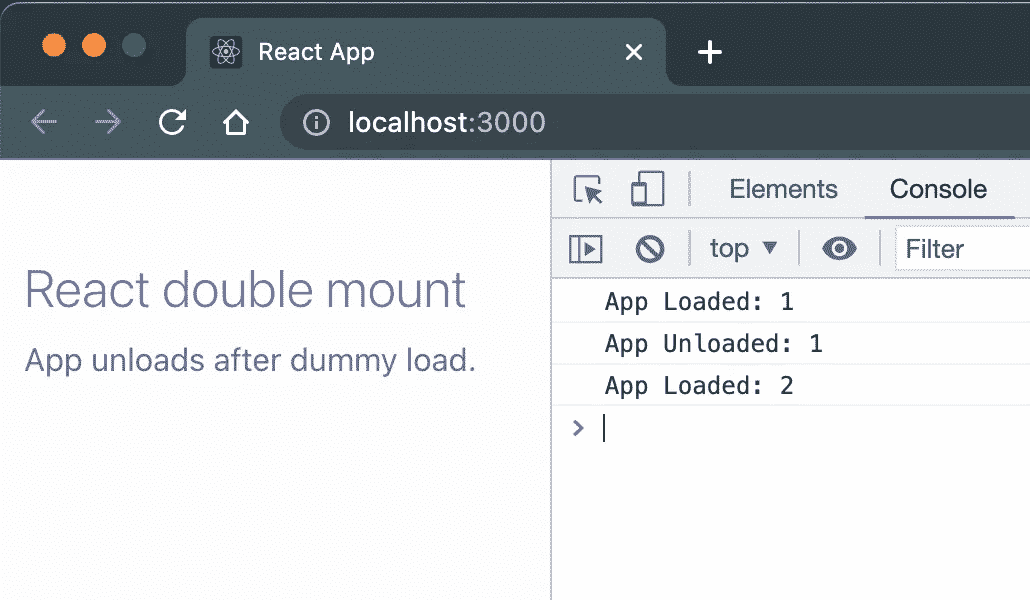 React App
localhost:3000
Elements Console
top Filter
React double mount
App unloads after dummy load.
App Loaded: 1
App Unloaded: 1
App Loaded: 2